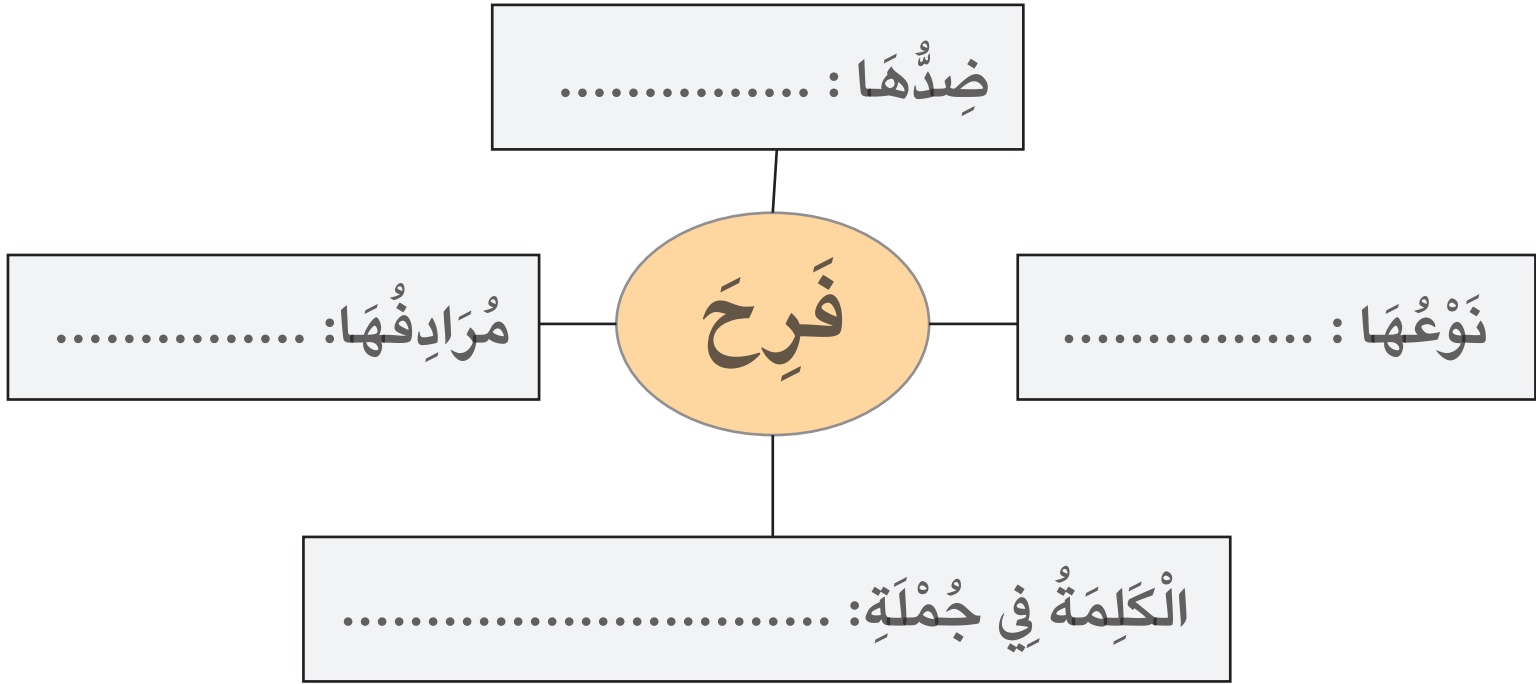 ضِدُّهَا : ...............
نَوْعُهَا : ...............
فَرِحَ
مُرَادِفُهَا: ...............
الْكَلِمَةُ فِي جُمْلَةِ: .............................